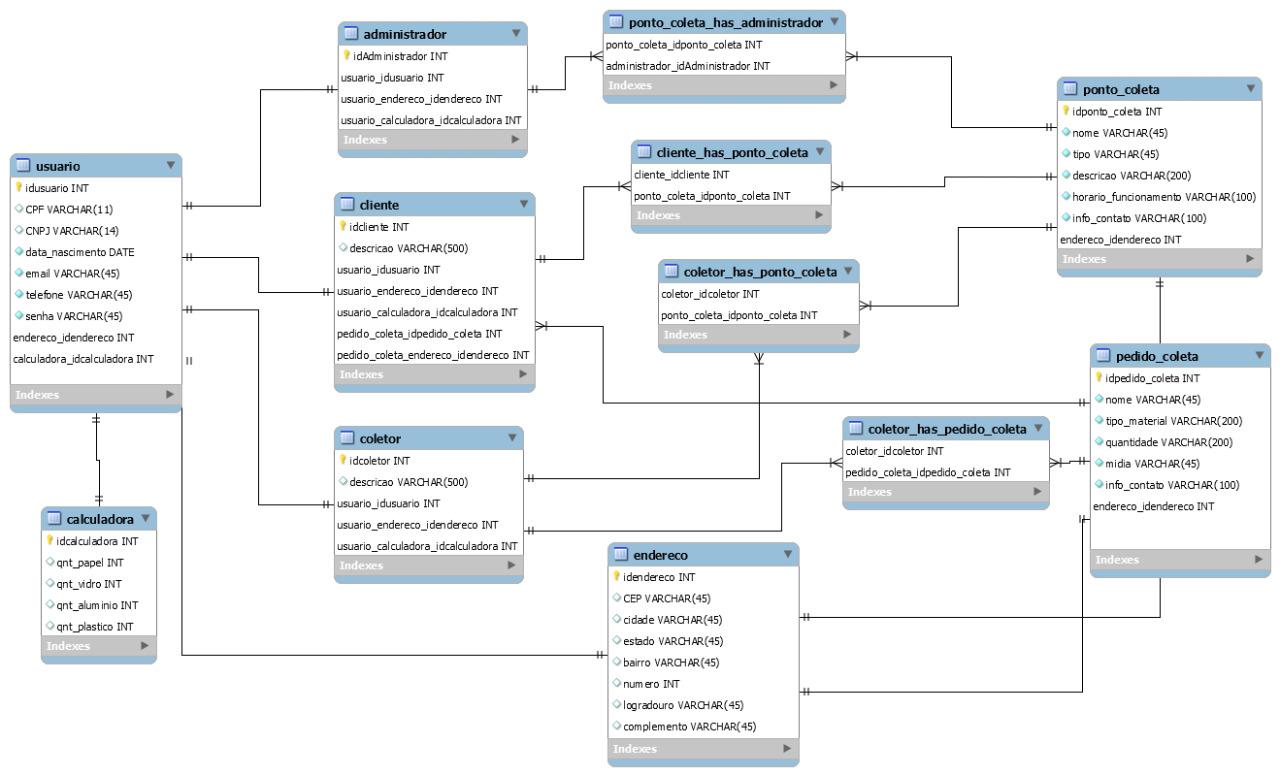 administrador
idAdministrador INT
usuario_idusuario INT
usuario_endereco_idendereco INT
usuario_calculadora_idcalculadora INT
Indexes
ponto_coleta_has_administrador
ponto_coleta_idponto_coleta INT
administrador_idAdministrador INT
Indexes
ponto_coleta
idponto_coleta INT
nome VARCHAR(45)
tipo VARCHAR(45)
descricao VARCHAR(200)
horario_funcionamento VARCHAR(100)
info_contato VARCHAR(100)
endereco_idendereco INT
Indexes
usuario
idusuario INT
CPF VARCHAR(11)
CNPJ VARCHAR(14)
data_nascimento DATE
email VARCHAR(45)
telefone VARCHAR(45)
senha VARCHAR(45)
endereco_idendereco INT
calculadora_idcalculadora INT
Indexes
cliente
idcliente INT
descricao VARCHAR(500)
usuario_idusuario INT
usuario_endereco_idendereco INT
usuario_calculadora_idcalculadora INT
pedido_coleta_idpedido_coleta INT
pedido_coleta_endereco_idendereco INT
Indexes
cliente_has_ponto_coleta
cliente_idcliente INT
ponto_coleta_idponto_coleta INT
Indexes
coletor_has_ponto_coleta
coletor_idcoletor INT
ponto_coleta_idponto_coleta INT
Indexes
pedido_coleta
idpedido_coleta INT
nome VARCHAR(45)
tipo_material VARCHAR(200)
quantidade VARCHAR(200)
midia VARCHAR(45)
info_contato VARCHAR(100)
endereco_idendereco INT
Indexes
coletor
idcoletor INT
descricao VARCHAR(500)
usuario_idusuario INT
usuario_endereco_idendereco INT
usuario_calculadora_idcalculadora INT
Indexes
coletor_has_pedido_coleta
coletor_idcoletor INT
pedido_coleta_idpedido_coleta INT
Indexes
calculadora
idcalculadora INT
qnt_papel INT
qnt_vidro INT
qnt_aluminio INT
qnt_plastico INT
Indexes
endereco
idendereco INT
CEP VARCHAR(45)
cidade VARCHAR(45)
estado VARCHAR(45)
bairro VARCHAR(45)
numero INT
logradouro VARCHAR(45)
complemento VARCHAR(45)
Indexes